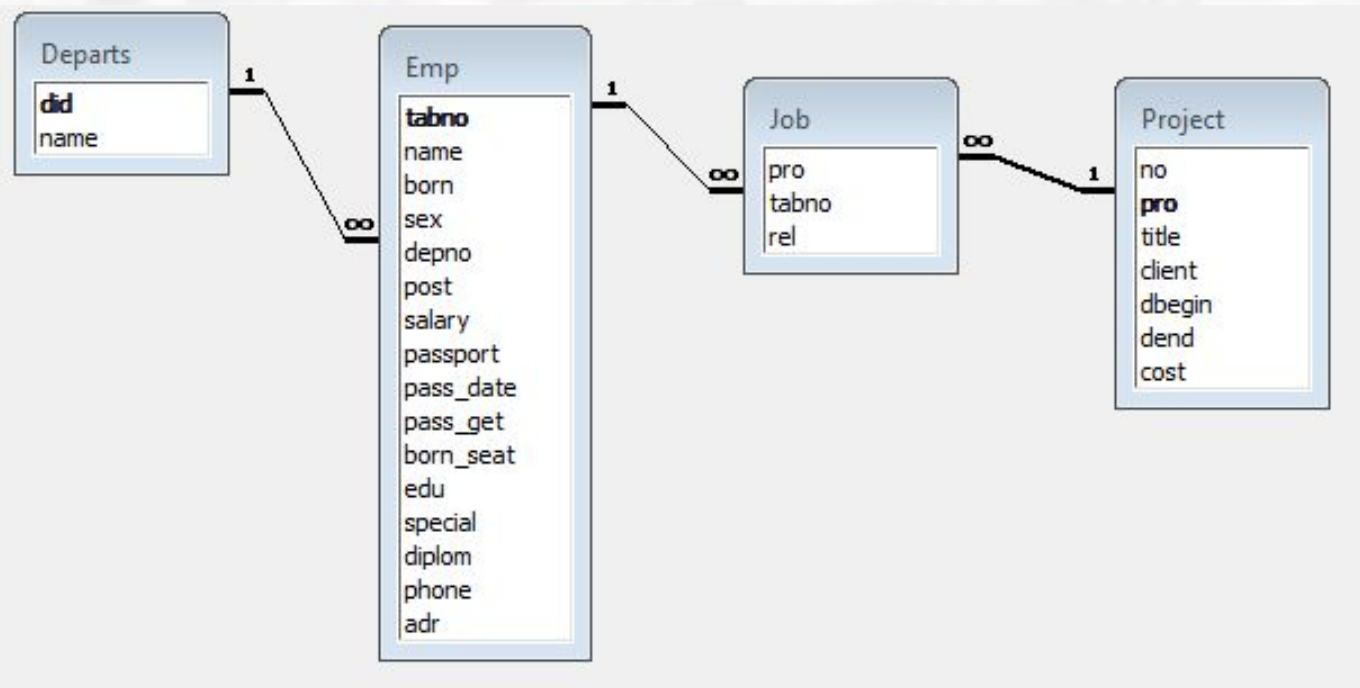 Departs
did
name
1
∞
Emp
tabno
name
born
sex
depno
post
salary
passport
pass_date
pass_get
born_seat
edu
special
diplom
phone
adr
1
∞
Job
pro
tabno
rel
∞
1
Project
no
pro
title
client
dbegin
dend
cost